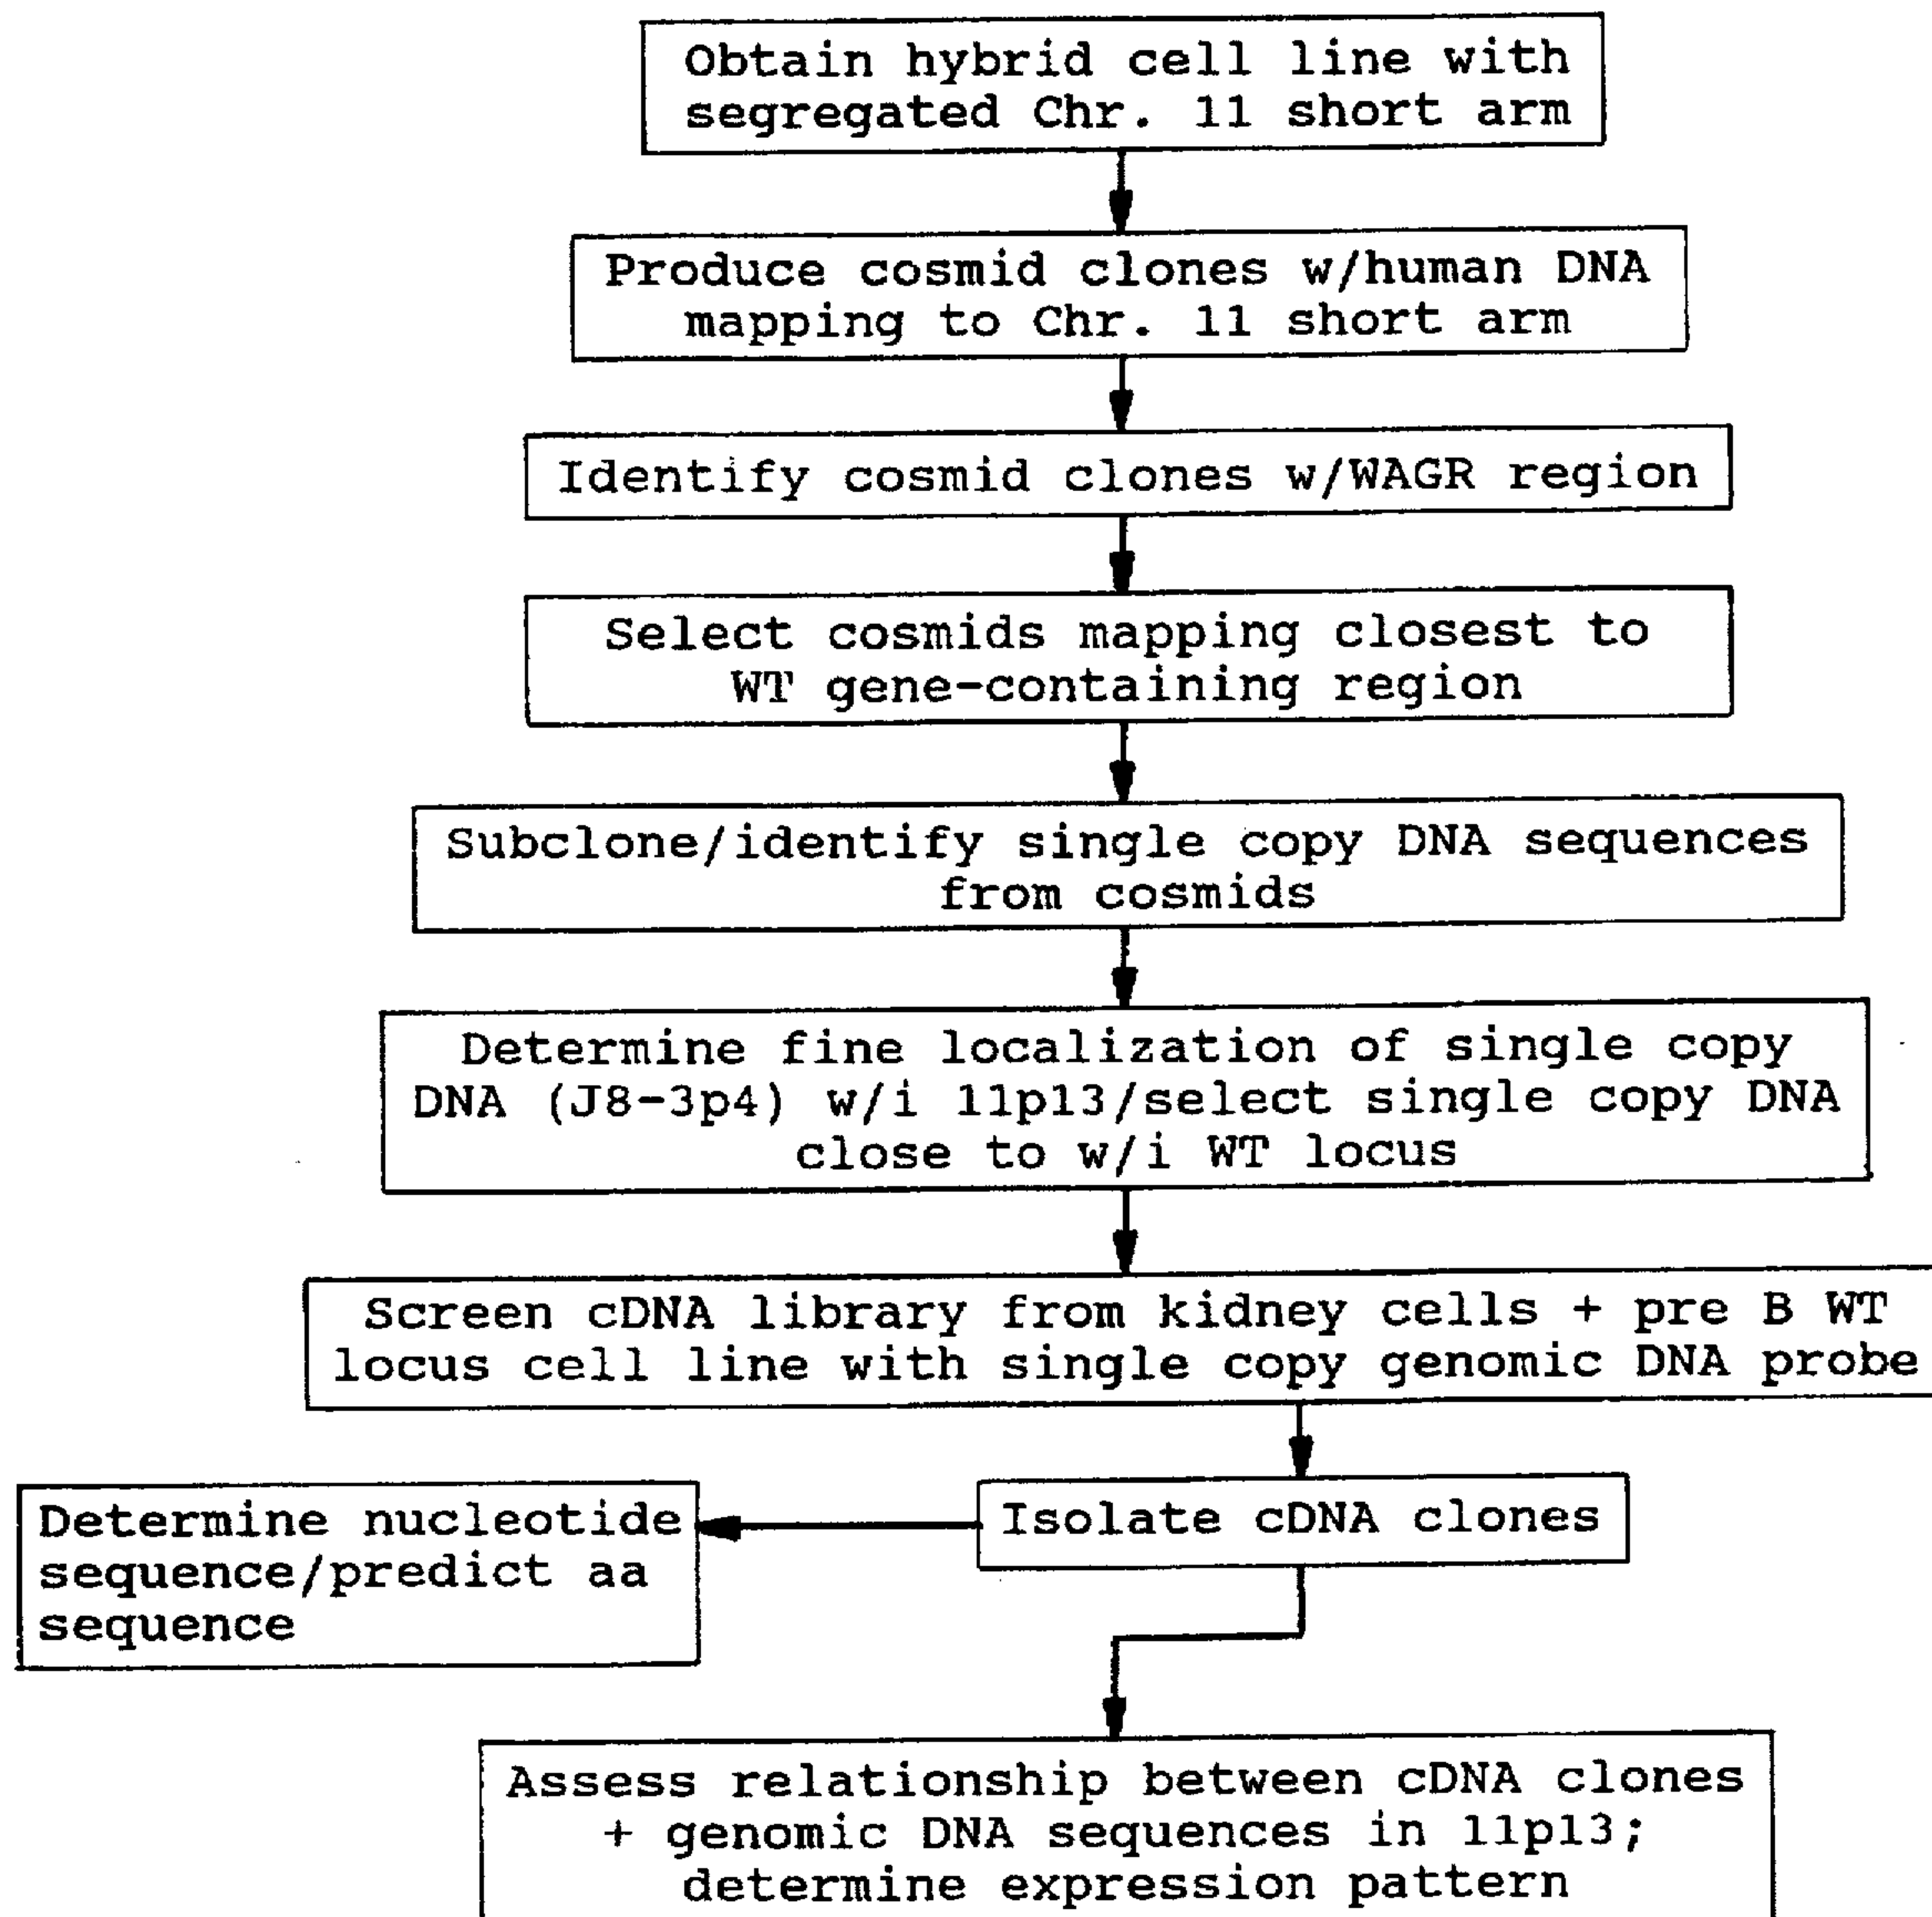 Obtain hybrid cell line with
segregated Chr. 11 short arm
Produce cosmid clones w/human DNA
mapping to Chr. 11 short arm
Identify cosmid clones w/WAGR region
Select cosmids mapping closest to
WT gene-containing region
Subclone/identify single copy DNA sequences
from cosmids
Determine fine localization of single copy
DNA (J8-3p4) w/i 11p13/select single copy DNA
close to w/i WT locus
Screen cDNA library from kidney cells + pre B WT
locus cell line with single copy genomic DNA probe
Isolate cDNA clones
Determine nucleotide
sequence/predict aa
sequence
Assess relationship between cDNA clones
+ genomic DNA sequences in 11p13;
determine expression pattern